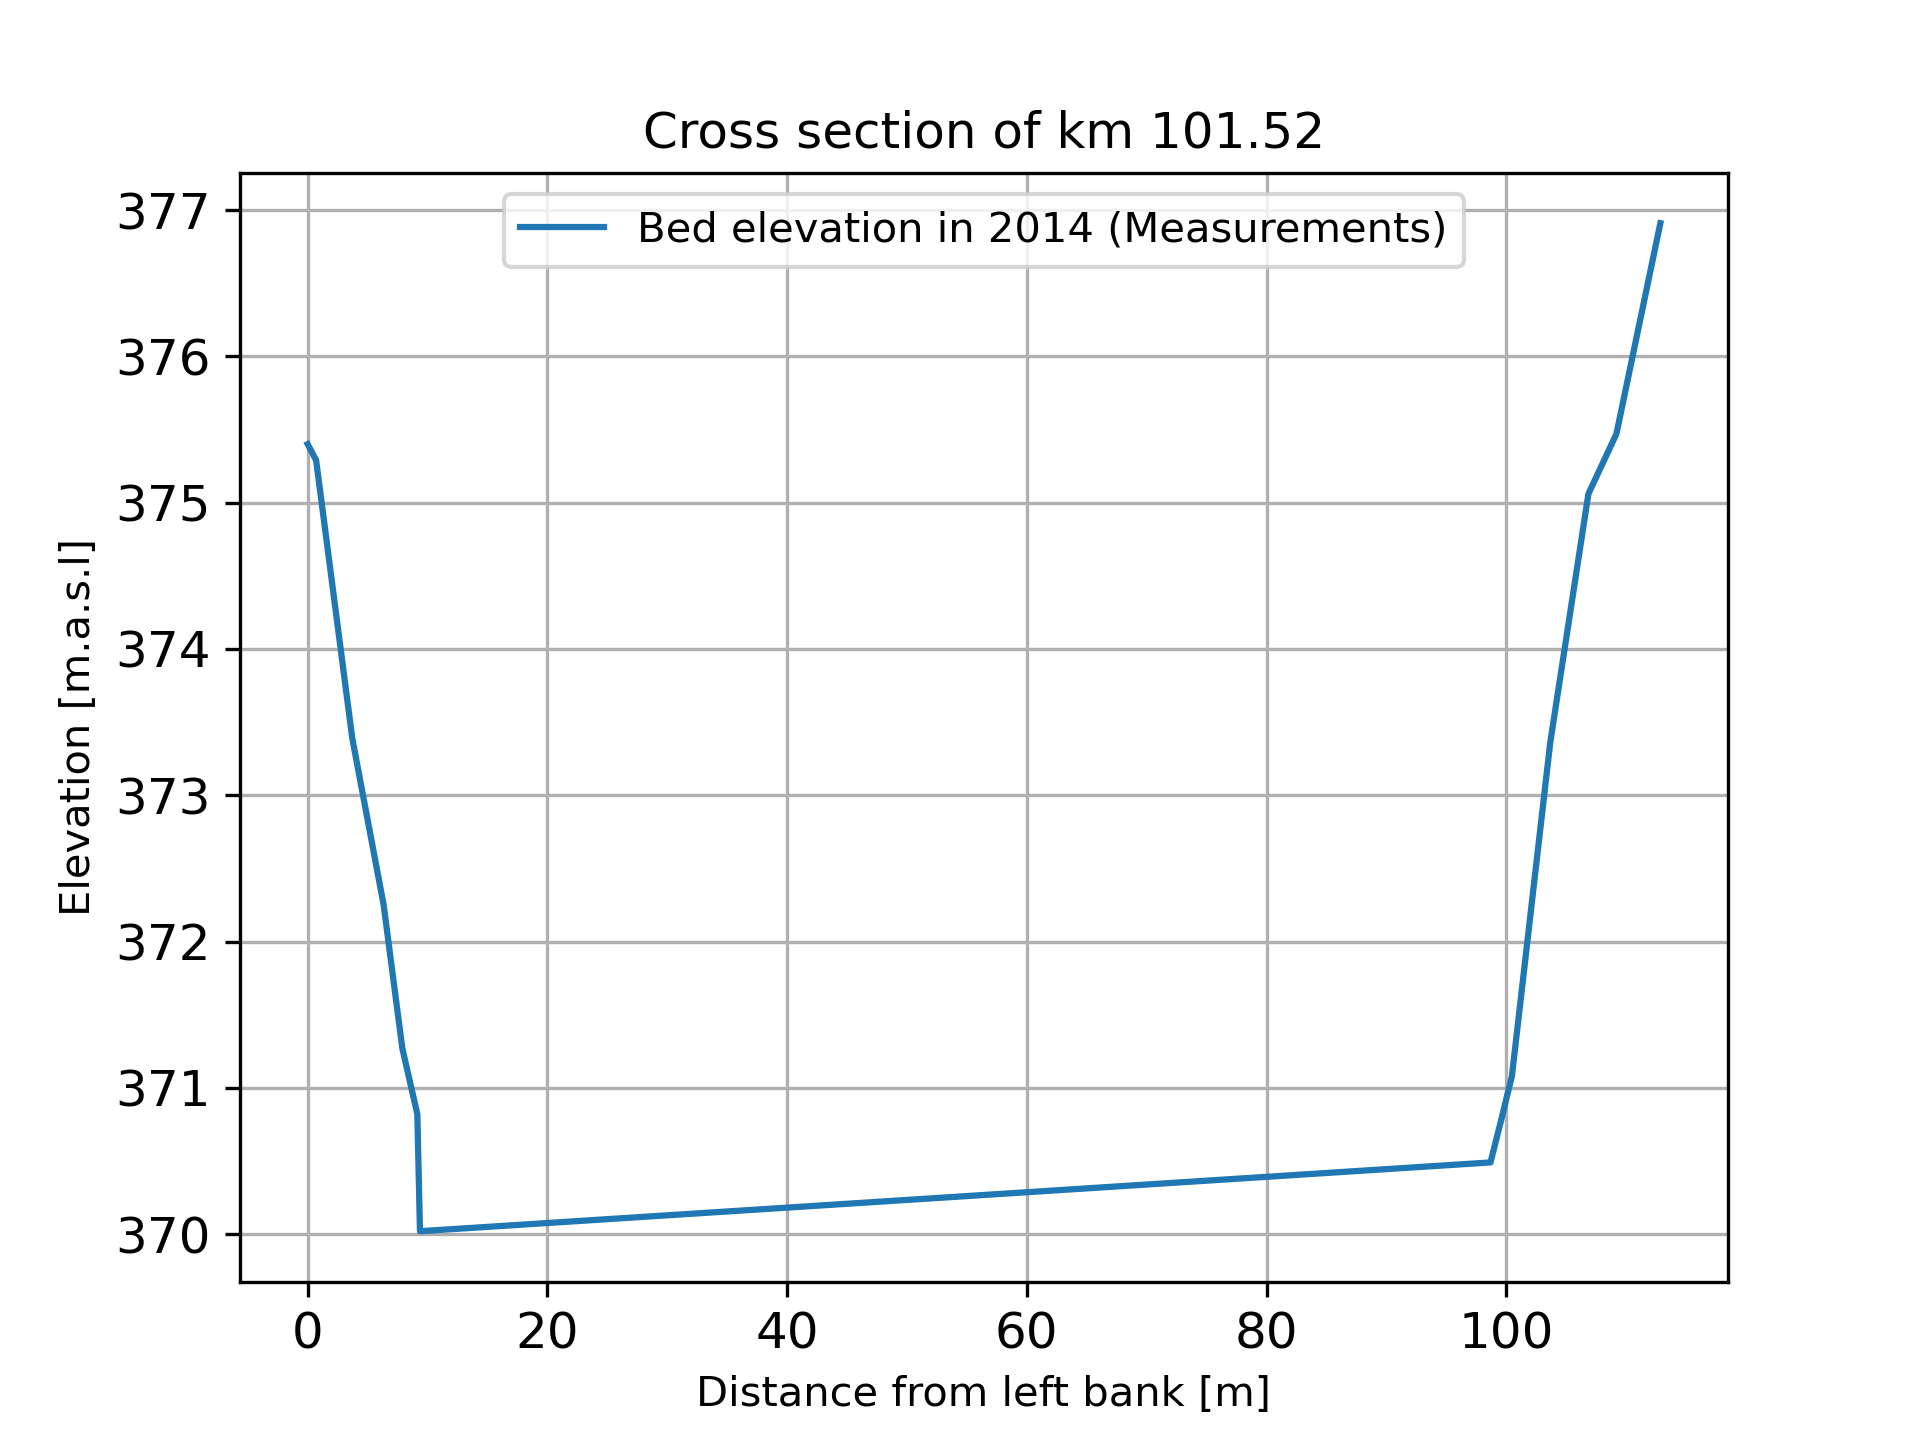 Cross section of km 101.52
Bed elevation in 2014 (Measurements)
377
376
375
374
373
372
371
370
Elevation [m.a.s.l]
0 20 40 60 80 100
Distance from left bank [m]